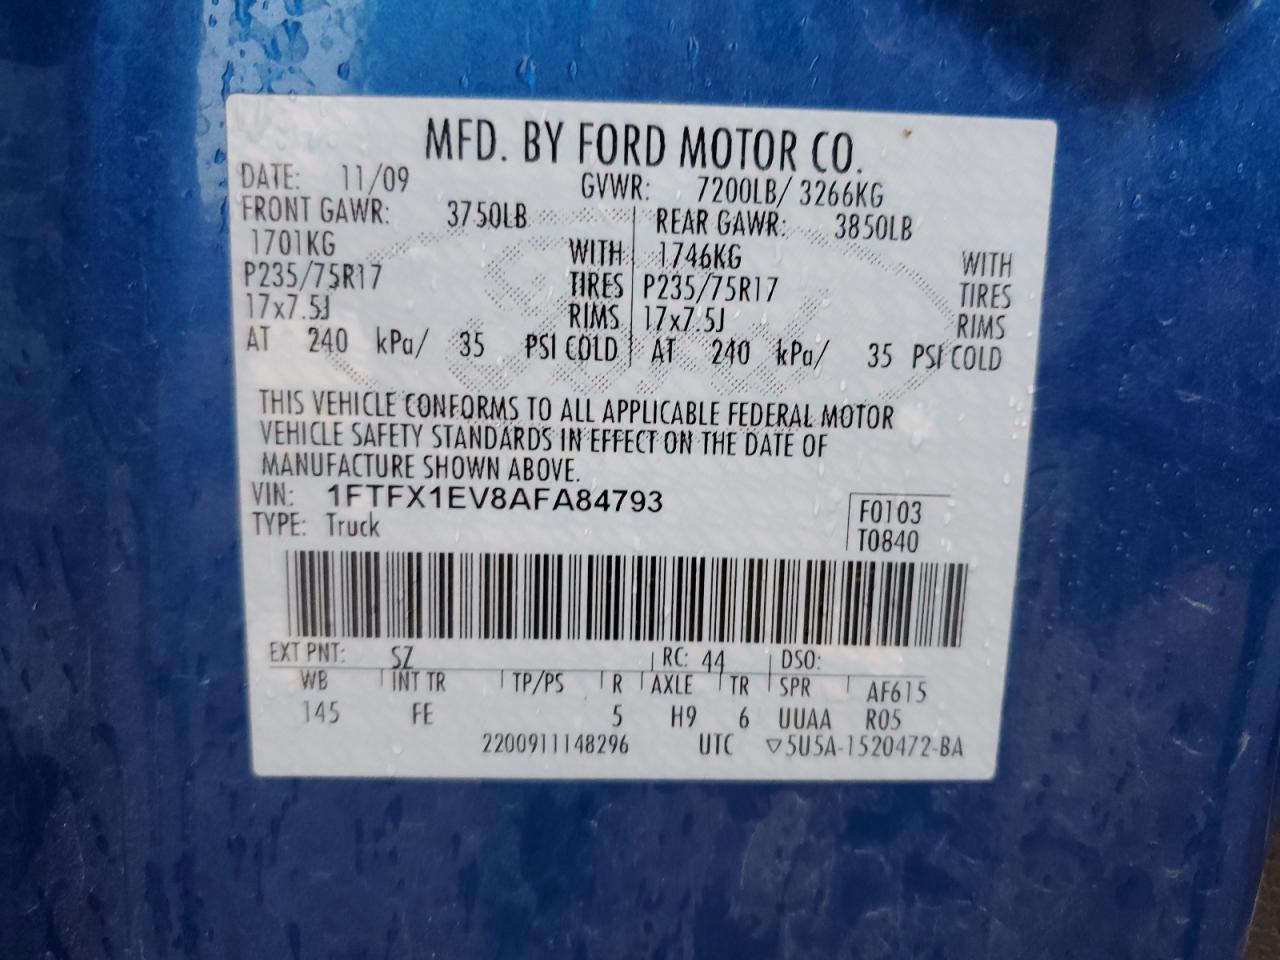 MFD. BY FORD MOTOR CO.
DATE: 11/09 GVWR: 7200LB/ 3266KG
FRONT GAWR: 3750LB REAR GAWR: 3850LB
1701KG WITH 1746KG WITH
P235/75R17 TIRES P235/75R17 TIRES
17x7.5J RIMS 17x7.5J RIMS
AT 240 kPa/ 35 PSI COLD AT 240 kPa/ 35 PSI COLD
THIS VEHICLE CONFORMS TO ALL APPLICABLE FEDERAL MOTOR
VEHICLE SAFETY STANDARDS IN EFFECT ON THE DATE OF
MANUFACTURE SHOWN ABOVE.
VIN: 1FTFX1EV8AFA84793 F0103
TYPE: Truck T0840
EXT PNT: SZ RC: 44 DSO:
WB INT TR TP/PS R AXLE TR SPR AF615
145 FE 5 H9 6 UUAA R05
2200911148296 UTC ▽5U5A-1520472-BA